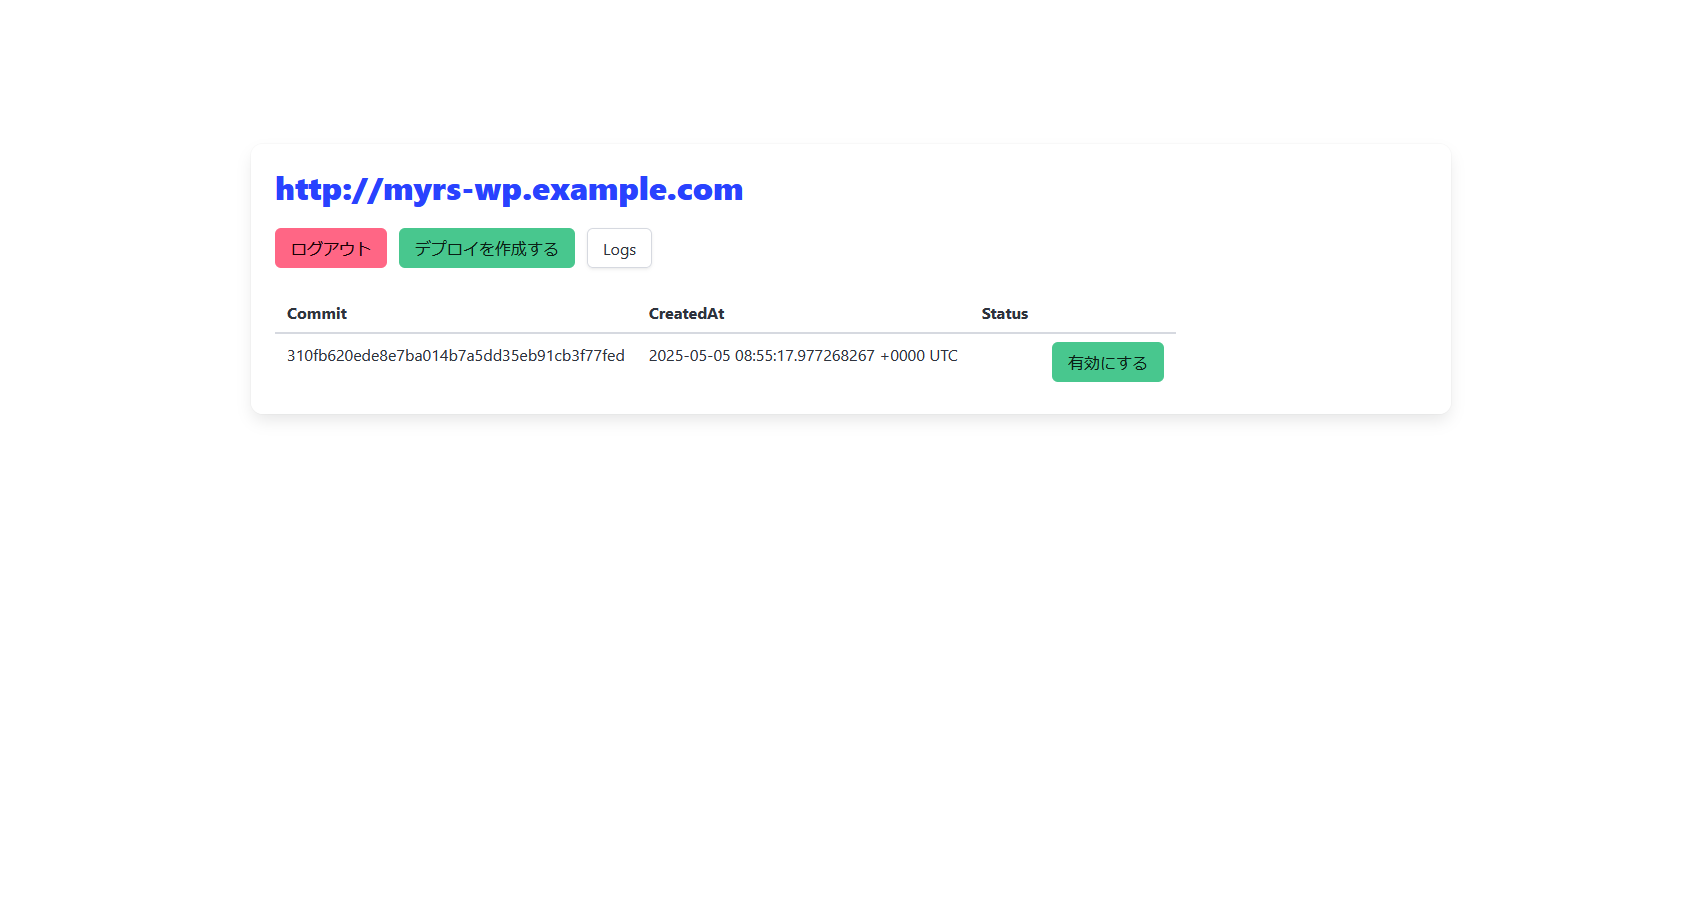 http://myrs-wp.example.com
ログアウト デプロイを作成する Logs
Commit CreatedAt Status
310fb620ede8e7ba014b7a5dd35eb91cb3f77fed 2025-05-05 08:55:17.977268267 +0000 UTC 有効にする